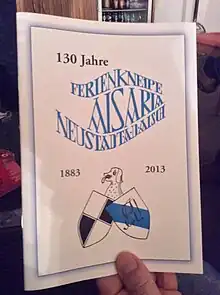 130 Jahre
FERIENKNEIPE
AISARIA
NEUSTADT A.D. AISCH
1883 2013